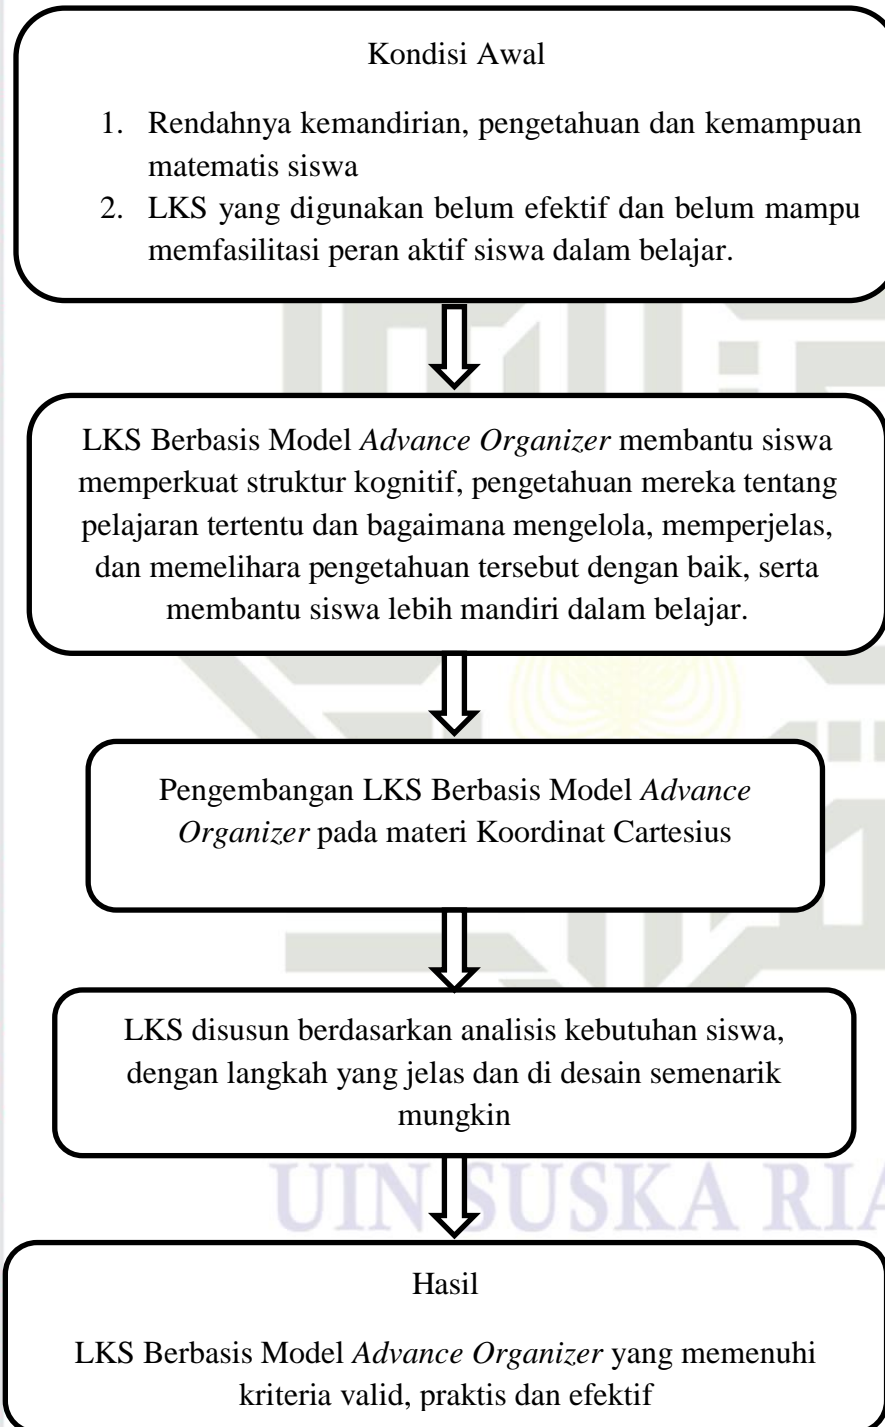 Kondisi Awal
1. Rendahnya kemandirian, pengetahuan dan kemampuan
matematis siswa
2. LKS yang digunakan belum efektif dan belum mampu
memfasilitasi peran aktif siswa dalam belajar.
LKS Berbasis Model Advance Organizer membantu siswa
memperkuat struktur kognitif, pengetahuan mereka tentang
pelajaran tertentu dan bagaimana mengelola, memperjelas,
dan memelihara pengetahuan tersebut dengan baik, serta
membantu siswa lebih mandiri dalam belajar.
Pengembangan LKS Berbasis Model Advance
Organizer pada materi Koordinat Cartesius
LKS disusun berdasarkan analisis kebutuhan siswa,
dengan langkah yang jelas dan di desain semenarik
mungkin
UIN SUSKA RIA
Hasil
LKS Berbasis Model Advance Organizer yang memenuhi
kriteria valid, praktis dan efektif